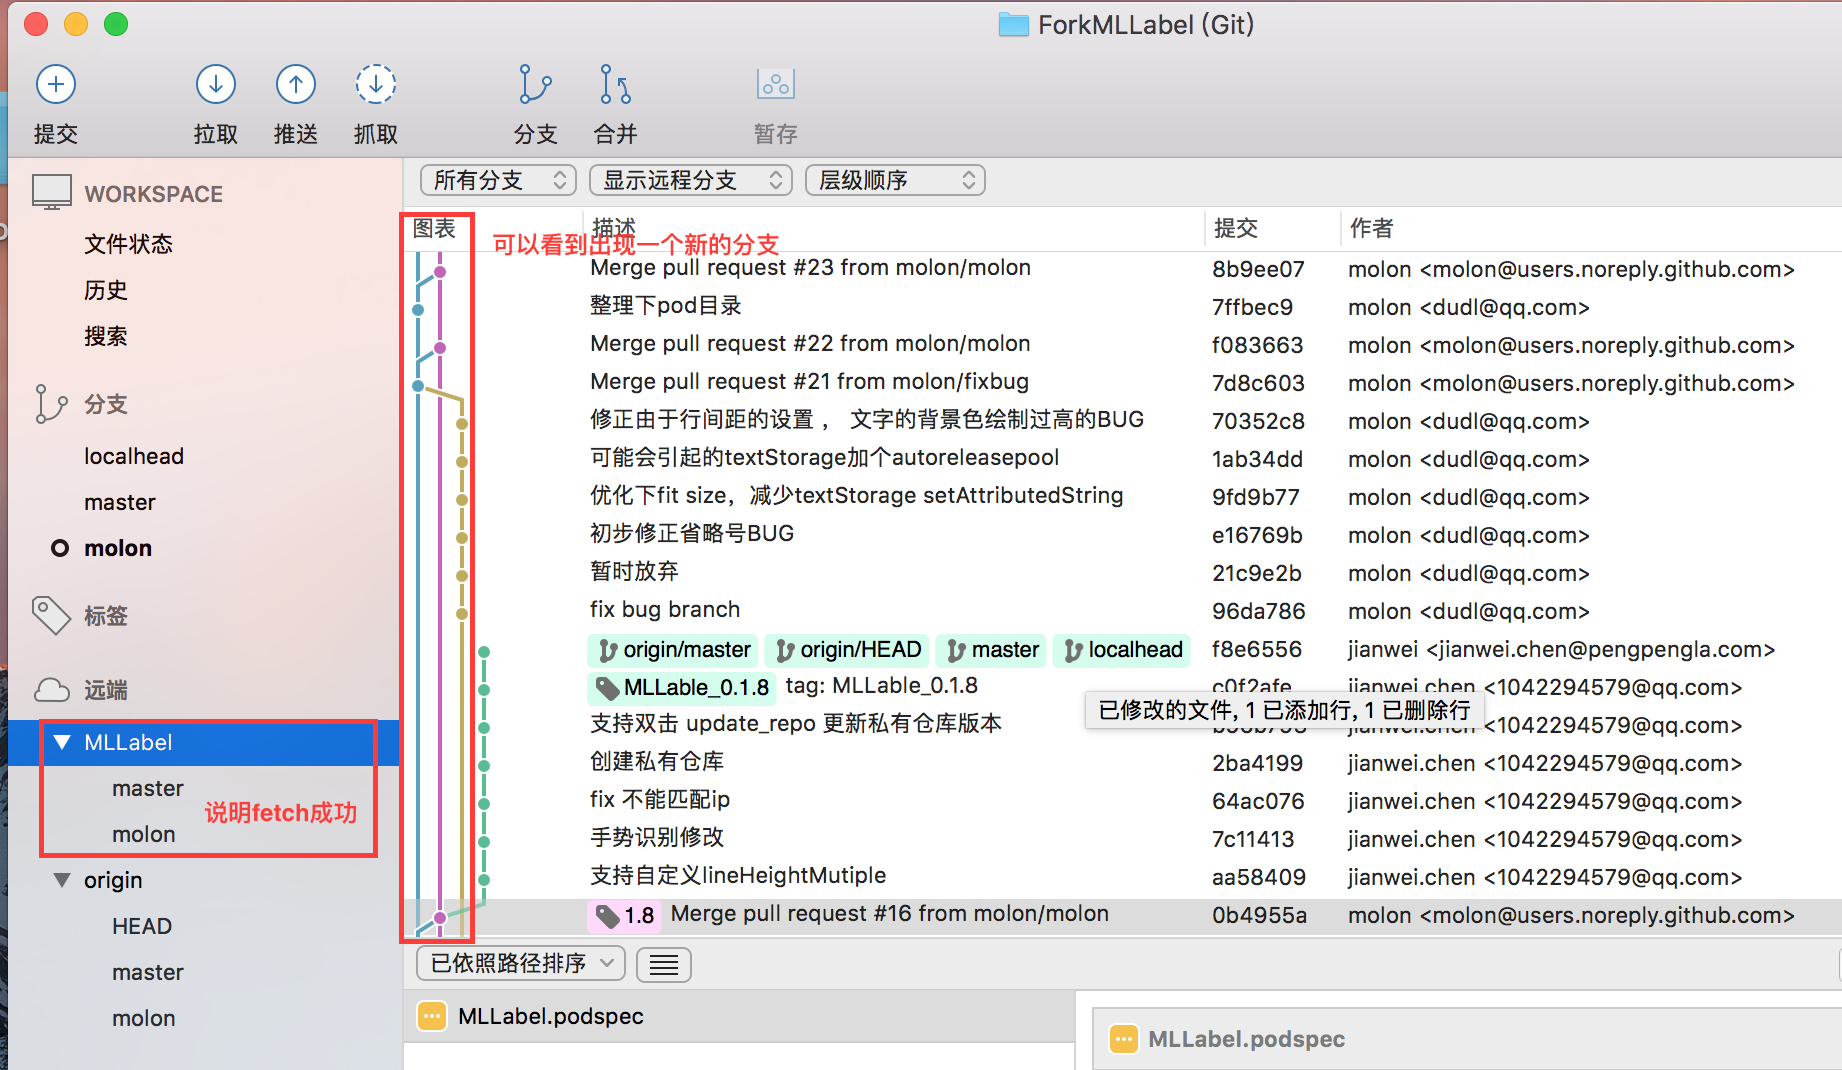 ForkMLLabel (Git)
提交 拉取 推送 抓取 分支 合并 暂存
WORKSPACE
文件状态
历史
搜索
分支
localhead
master
molon
标签
远端
MLLabel
master
说明fetch成功
molon
origin
HEAD
master
molon
所有分支 显示远程分支 层级顺序
图表 描述 提交 作者
可以看到出现一个新的分支
Merge pull request #23 from molon/molon 8b9ee07 molon <molon@users.noreply.github.com>
整理下pod目录 7ffbec9 molon <dudl@qq.com>
Merge pull request #22 from molon/molon f083663 molon <molon@users.noreply.github.com>
Merge pull request #21 from molon/fixbug 7d8c603 molon <molon@users.noreply.github.com>
修正由于行间距的设置， 文字的背景色绘制过高的BUG 70352c8 molon <dudl@qq.com>
可能会引起的textStorage加个autoreleasepool 1ab34dd molon <dudl@qq.com>
优化下fit size，减少textStorage setAttributedString 9fd9b77 molon <dudl@qq.com>
初步修正省略号BUG e16769b molon <dudl@qq.com>
暂时放弃 21c9e2b molon <dudl@qq.com>
fix bug branch 96da786 molon <dudl@qq.com>
origin/master origin/HEAD master localhead f8e6556 jianwei <jianwei.chen@pengpengla.com>
MLLable_0.1.8 tag: MLLable_0.1.8 c0f2afe jianwei.chen <1042294579@qq.com>
已修改的文件, 1 已添加行, 1 已删除行
支持双击 update_repo 更新私有仓库版本 jianwei.chen <1042294579@qq.com>
创建私有仓库 2ba4199 jianwei.chen <1042294579@qq.com>
fix 不能匹配ip 64ac076 jianwei.chen <1042294579@qq.com>
手势识别修改 7c11413 jianwei.chen <1042294579@qq.com>
支持自定义lineHeightMutiple aa58409 jianwei.chen <1042294579@qq.com>
1.8 Merge pull request #16 from molon/molon 0b4955a molon <molon@users.noreply.github.com>
已依照路径排序
MLLabel.podspec
MLLabel.podspec